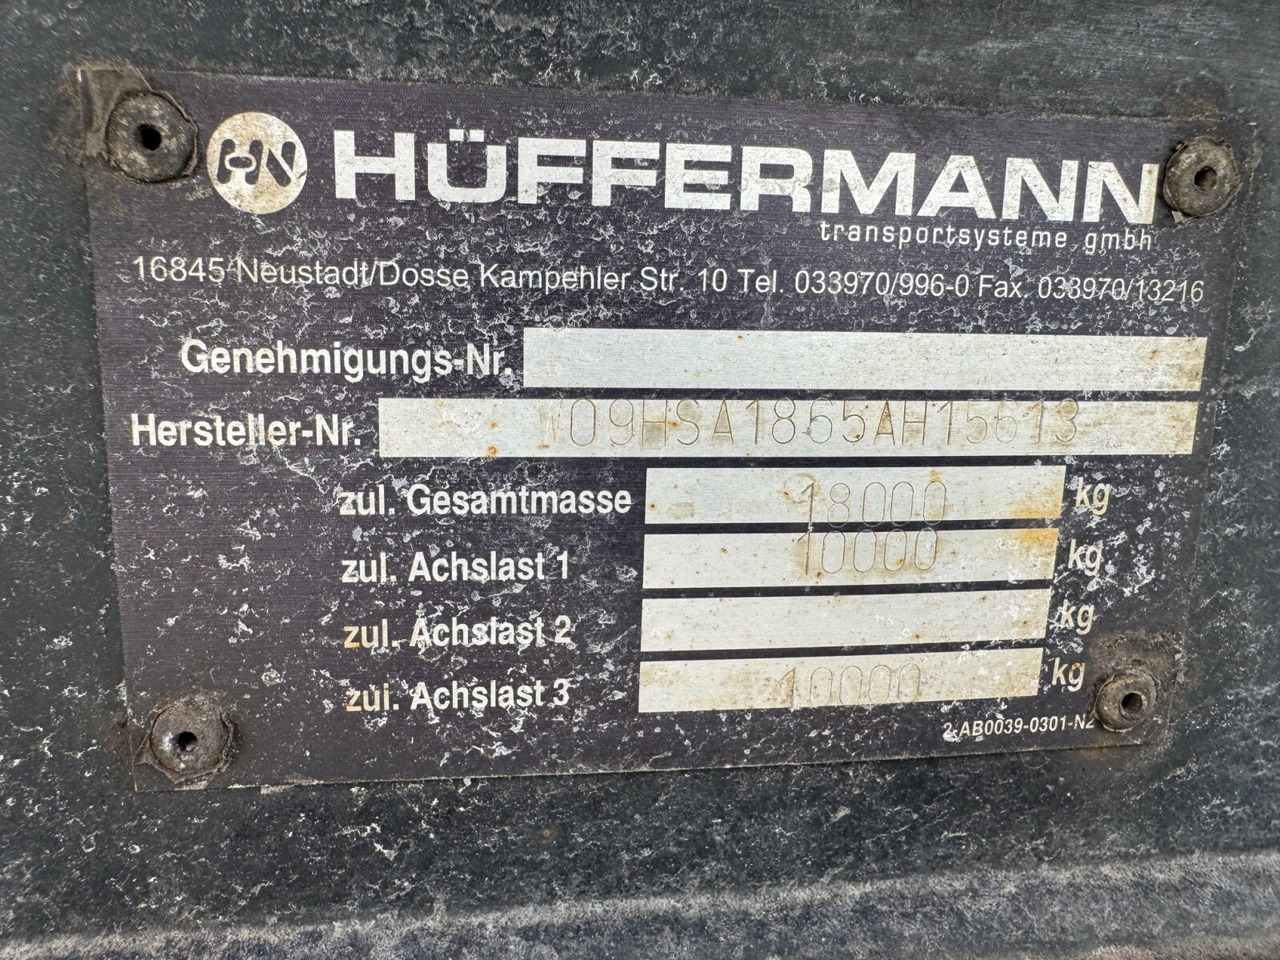 HN HÜFFERMANN
transportsysteme gmbh
16845 Neustadt/Dosse Kampehler Str. 10 Tel. 033970/996-0 Fax. 033970/13216
Genehmigungs-Nr.
Hersteller-Nr. W09HSA1865AH15613
zul. Gesamtmasse 18000 kg
zul. Achslast 1 10000 kg
zul. Achslast 2 kg
zul. Achslast 3 10000 kg
2-AB0039-0301-N2